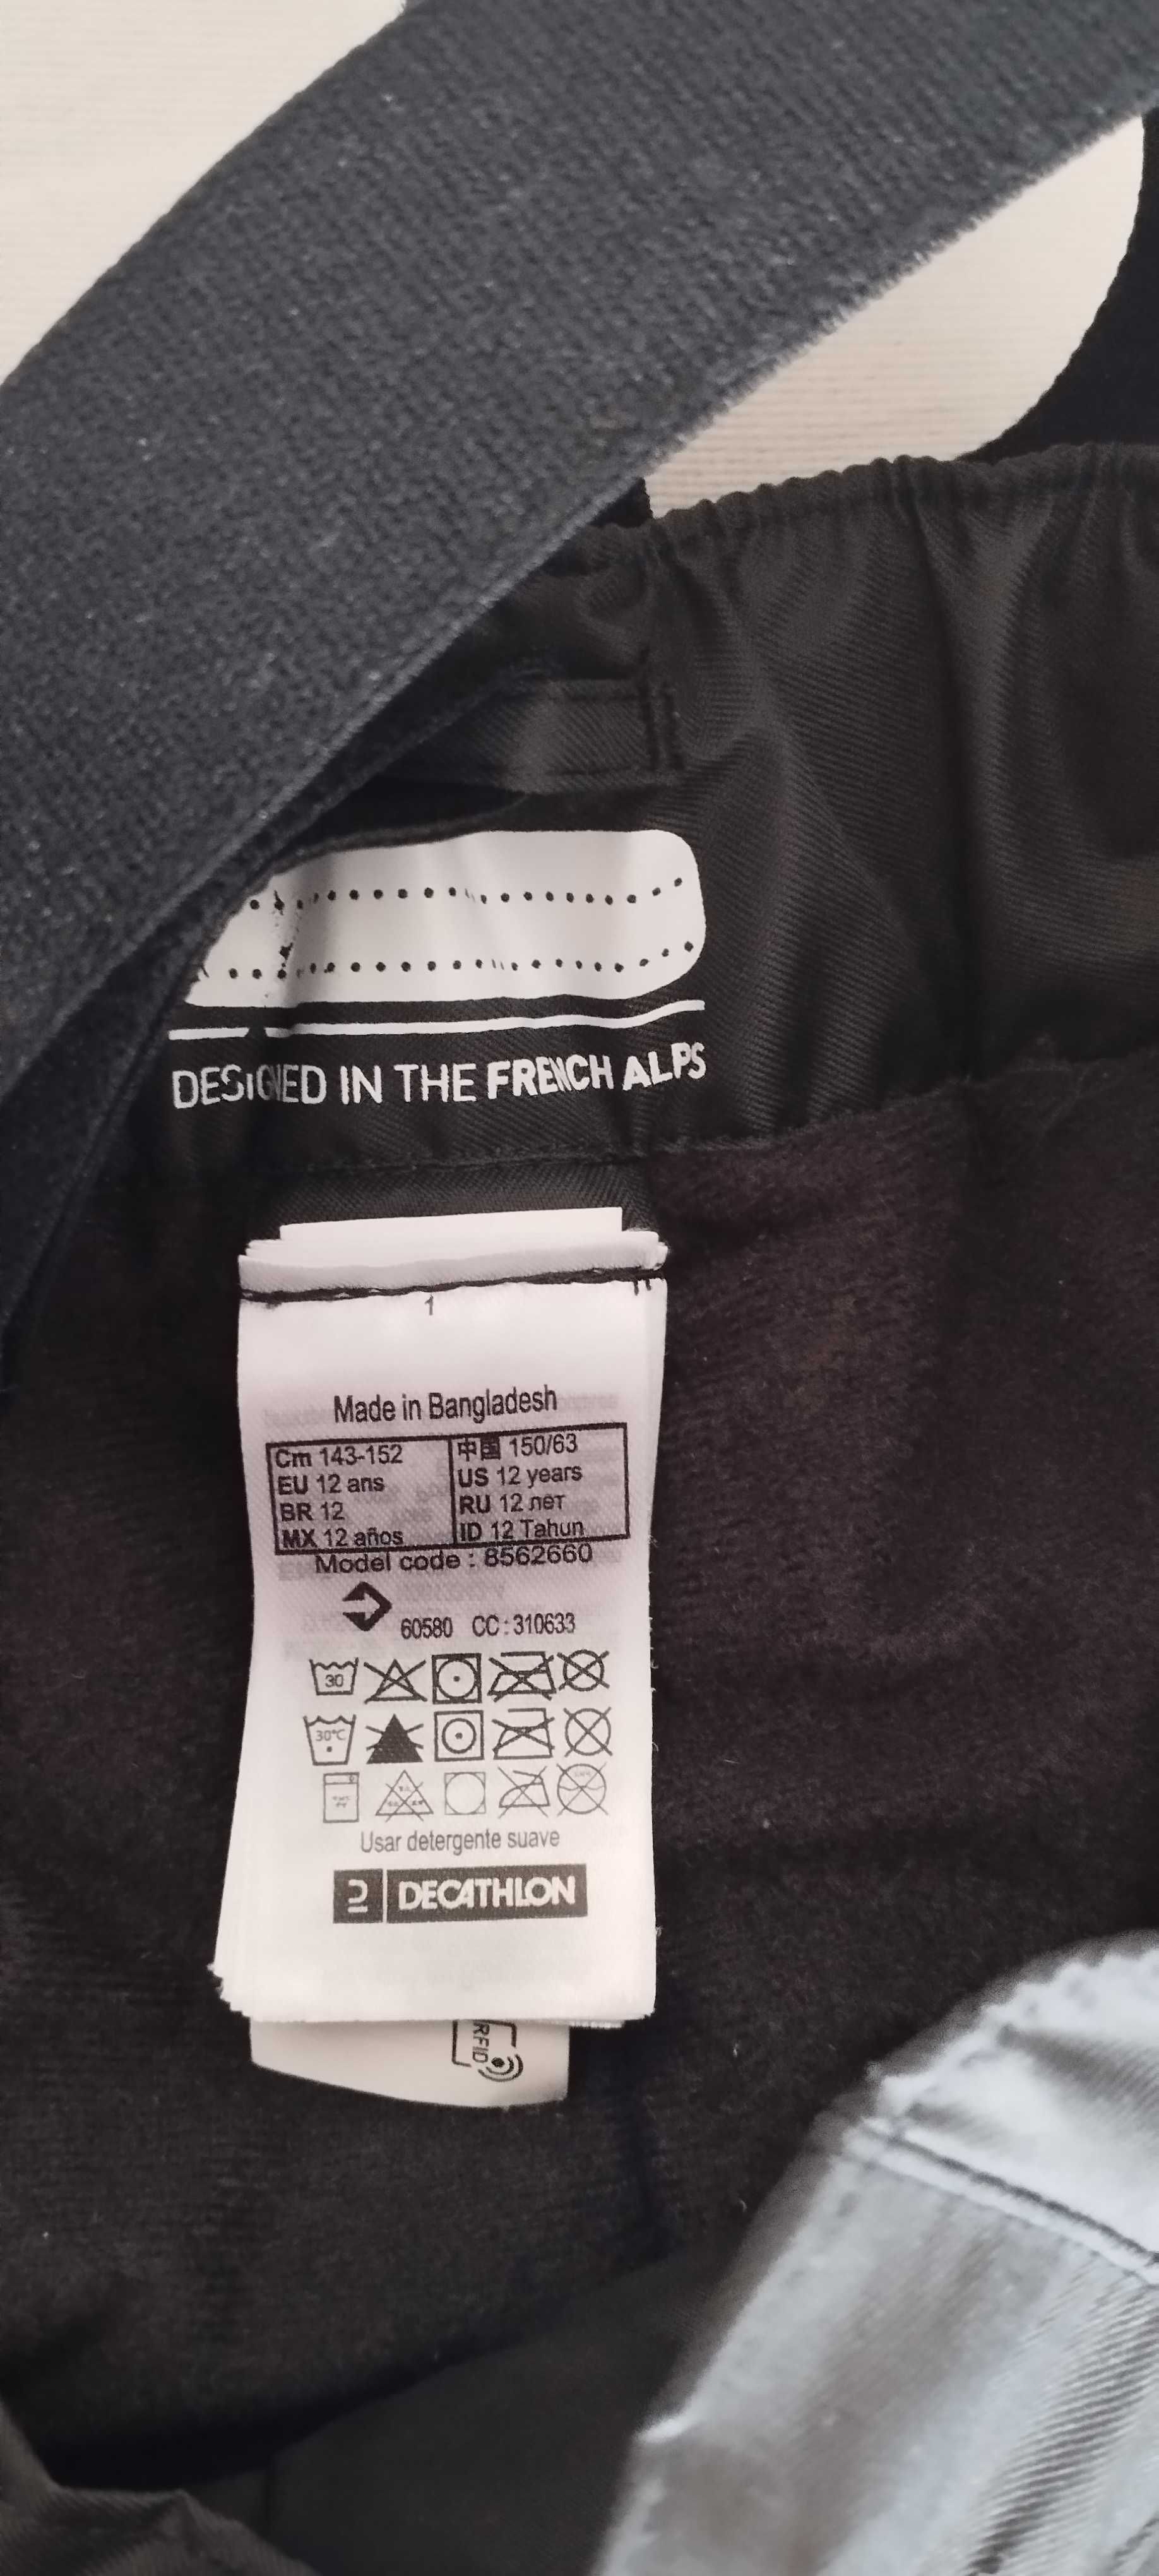 DESIGNED IN THE FRENCH ALPS
1
Made in Bangladesh
Cm 143-152
EU 12 ans
BR 12
MX 12 años
中国 150/63
US 12 years
RU 12 лет
ID 12 Tahun
Model code : 8562660
60580 CC : 310633
30
30°C
Usar detergente suave
DECATHLON
RFID